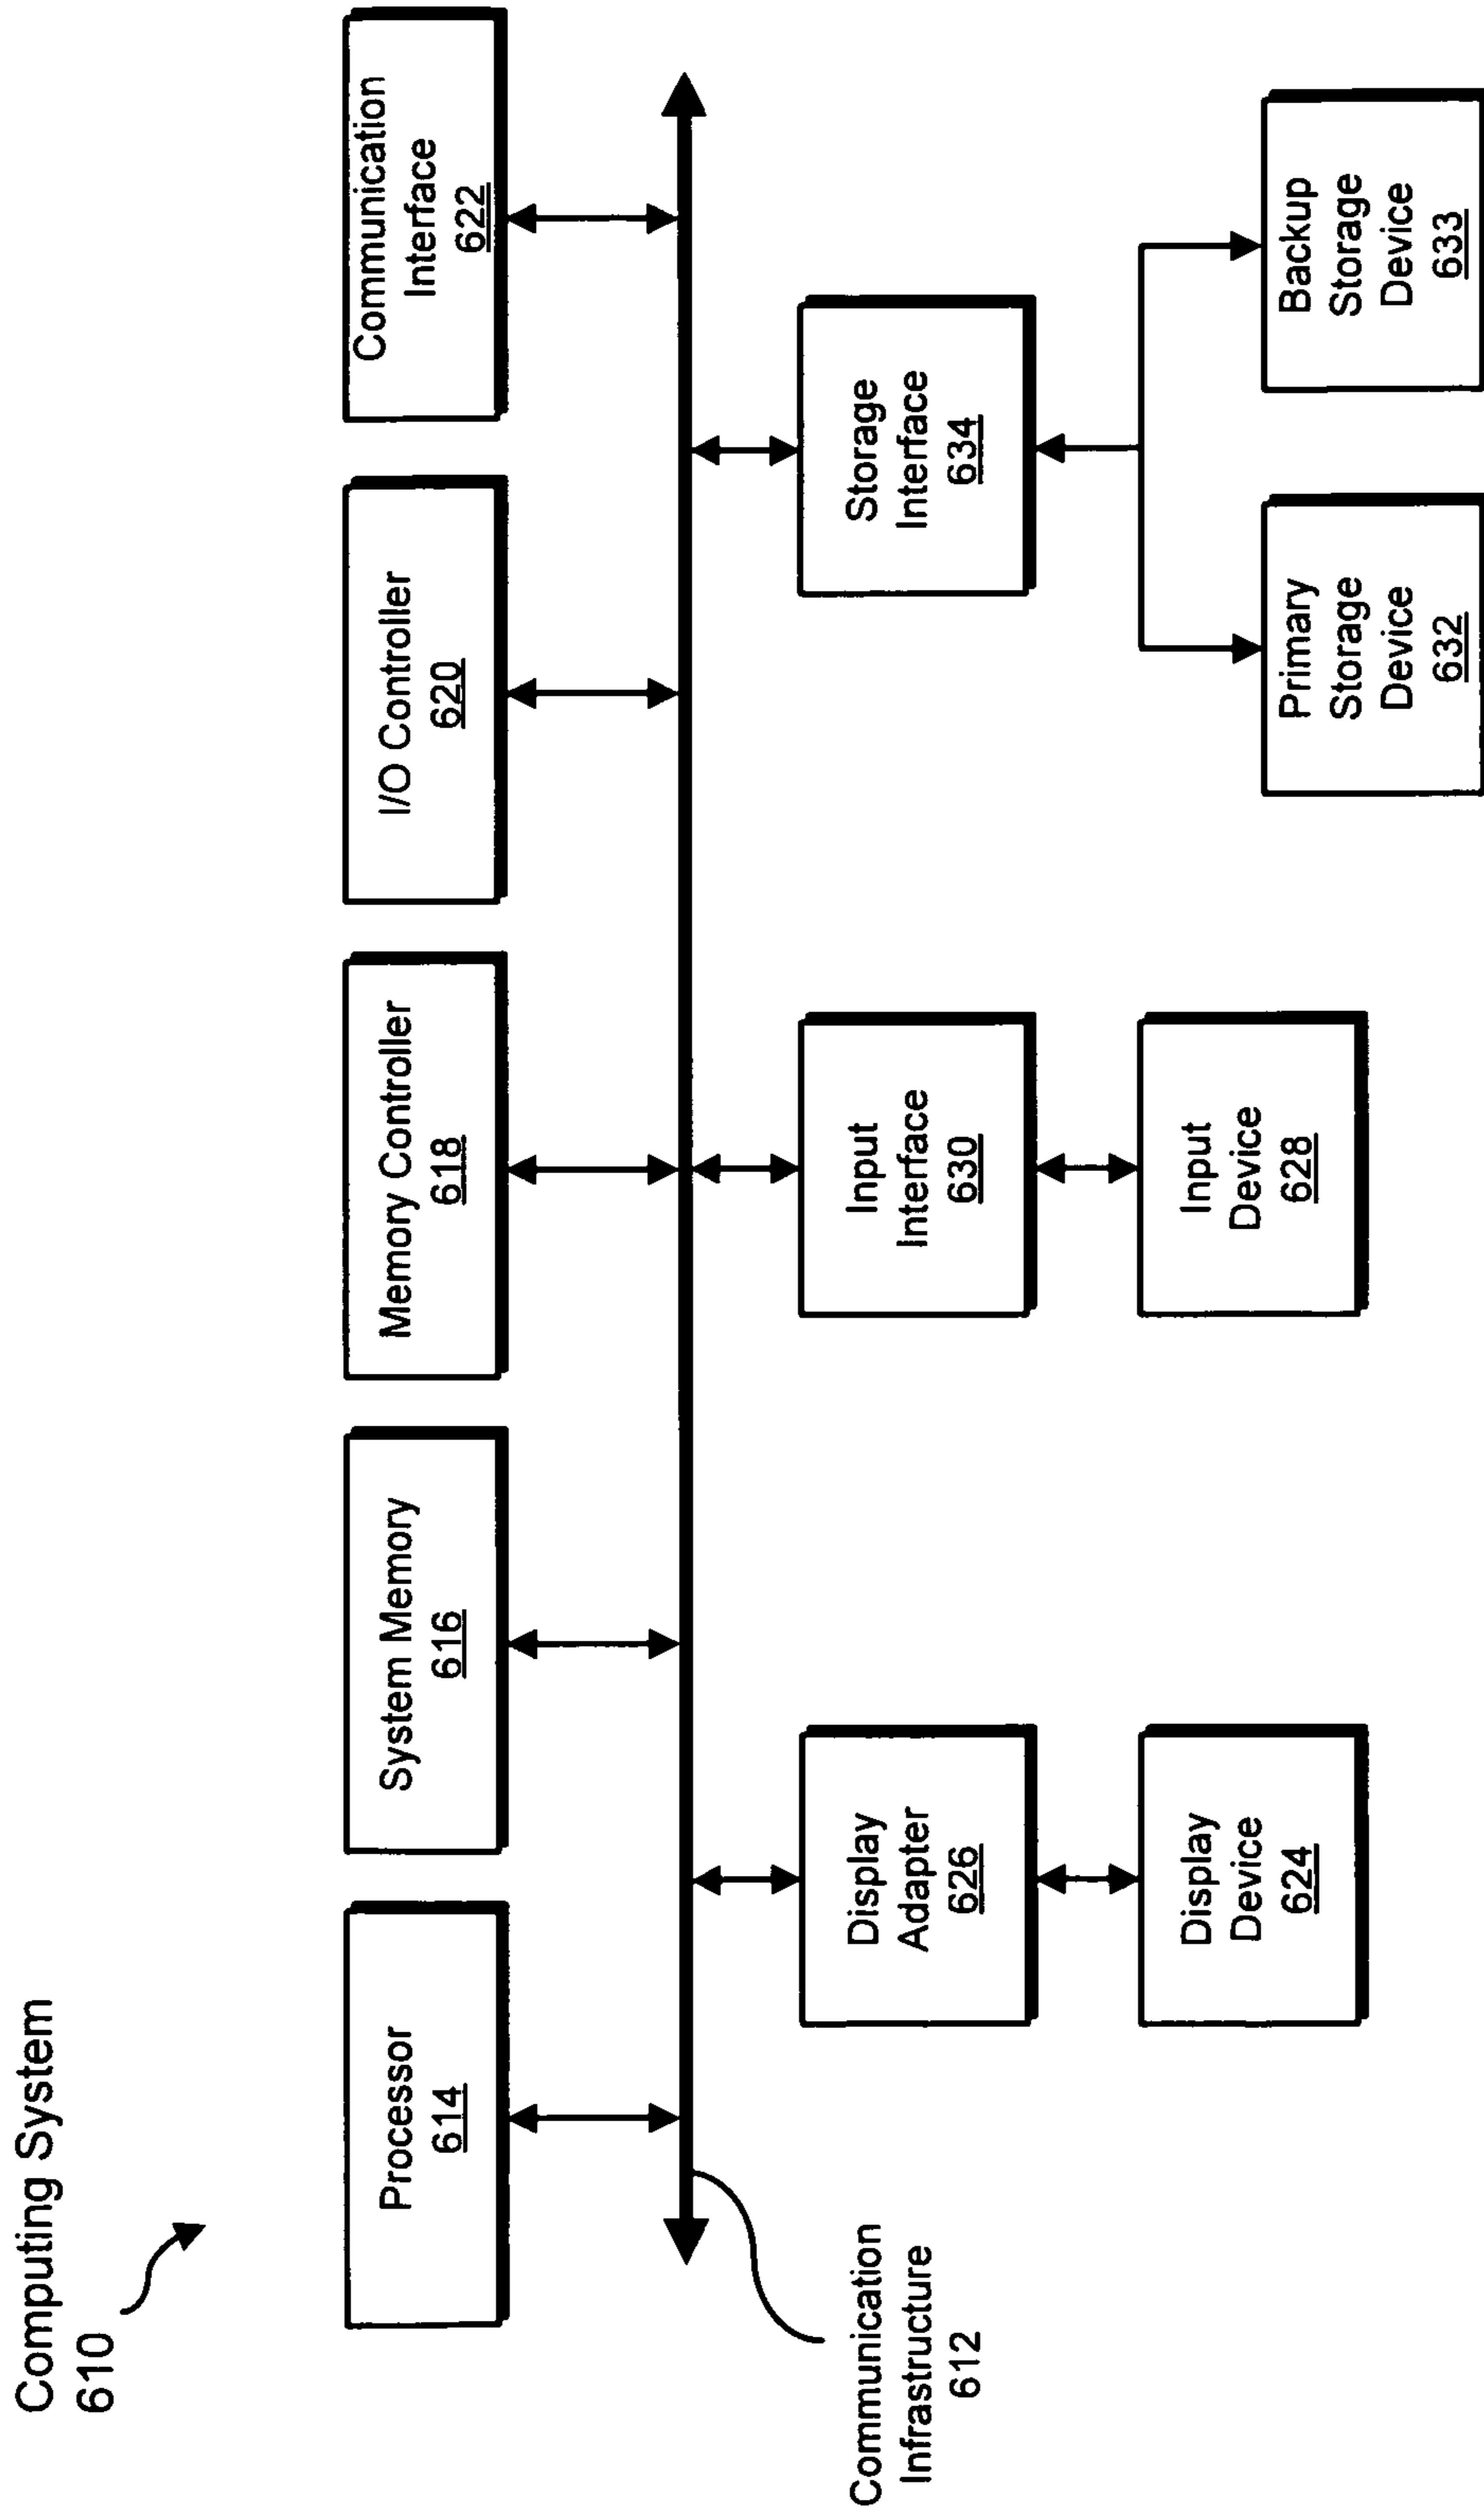 Computing System
610
Processor
614
System Memory
616
Memory Controller
618
I/O Controller
620
Communication
Interface
622
Communication
Infrastructure
612
Display
Adapter
626
Input
Interface
630
Storage
Interface
634
Display
Device
624
Input
Device
628
Primary
Storage
Device
632
Backup
Storage
Device
633